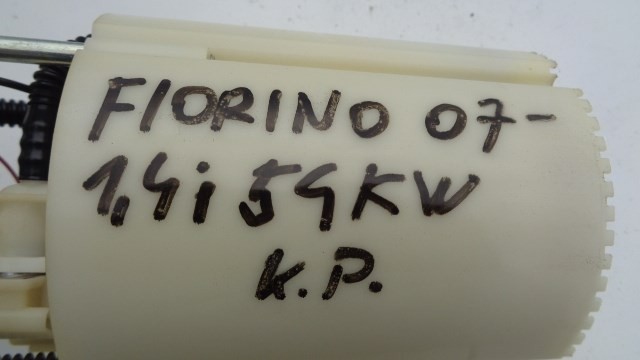 FIORINO 07-
1,4i 54KW
K.P.